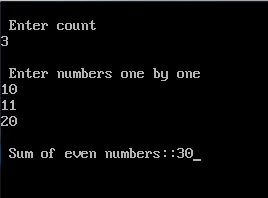 Enter count
3
Enter numbers one by one
10
11
20
Sum of even numbers::30_